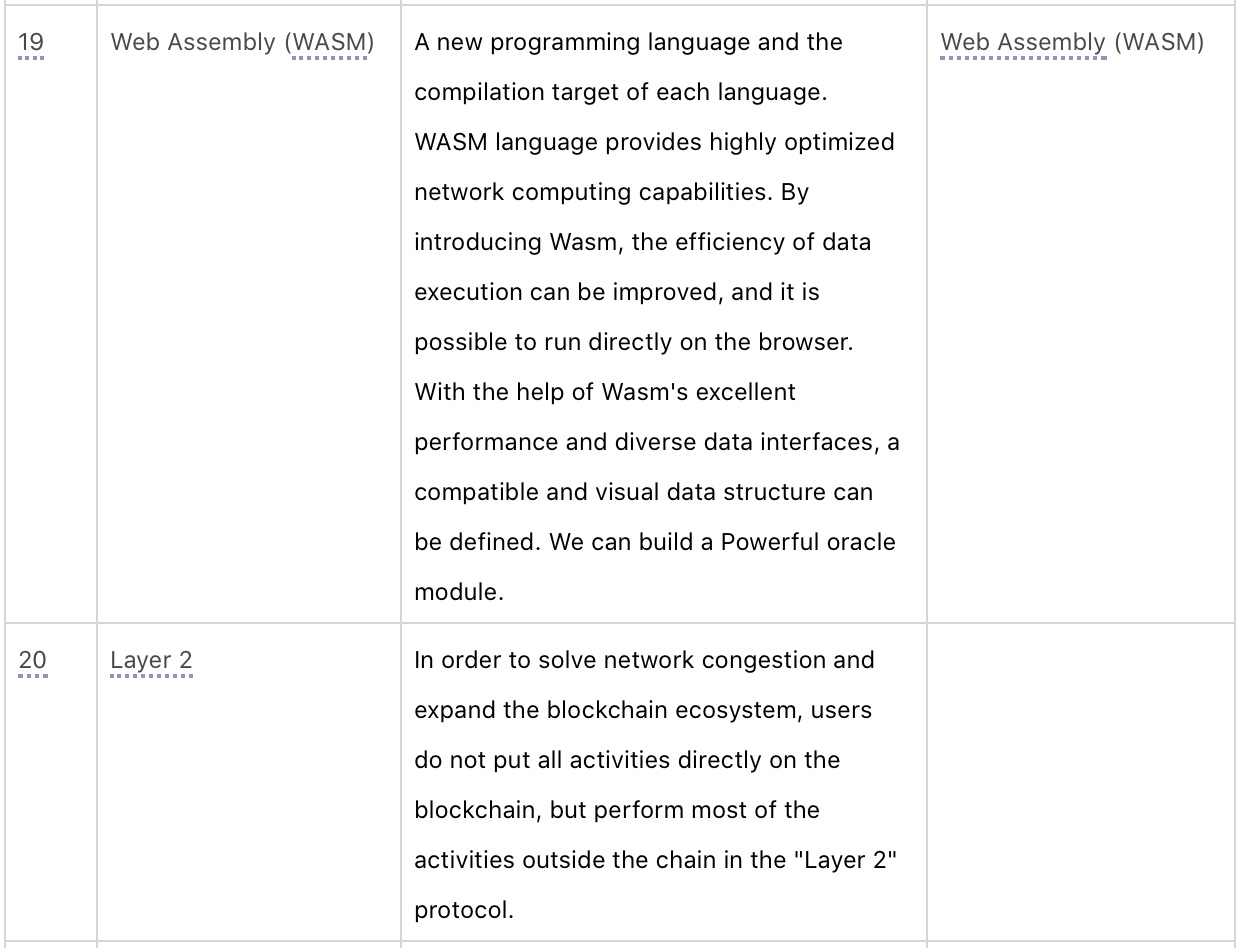 19
Web Assembly (WASM)
A new programming language and the
compilation target of each language.
WASM language provides highly optimized
network computing capabilities. By
introducing Wasm, the efficiency of data
execution can be improved, and it is
possible to run directly on the browser.
With the help of Wasm's excellent
performance and diverse data interfaces, a
compatible and visual data structure can
be defined. We can build a Powerful oracle
module.
Web Assembly (WASM)
20
Layer 2
In order to solve network congestion and
expand the blockchain ecosystem, users
do not put all activities directly on the
blockchain, but perform most of the
activities outside the chain in the "Layer 2"
protocol.